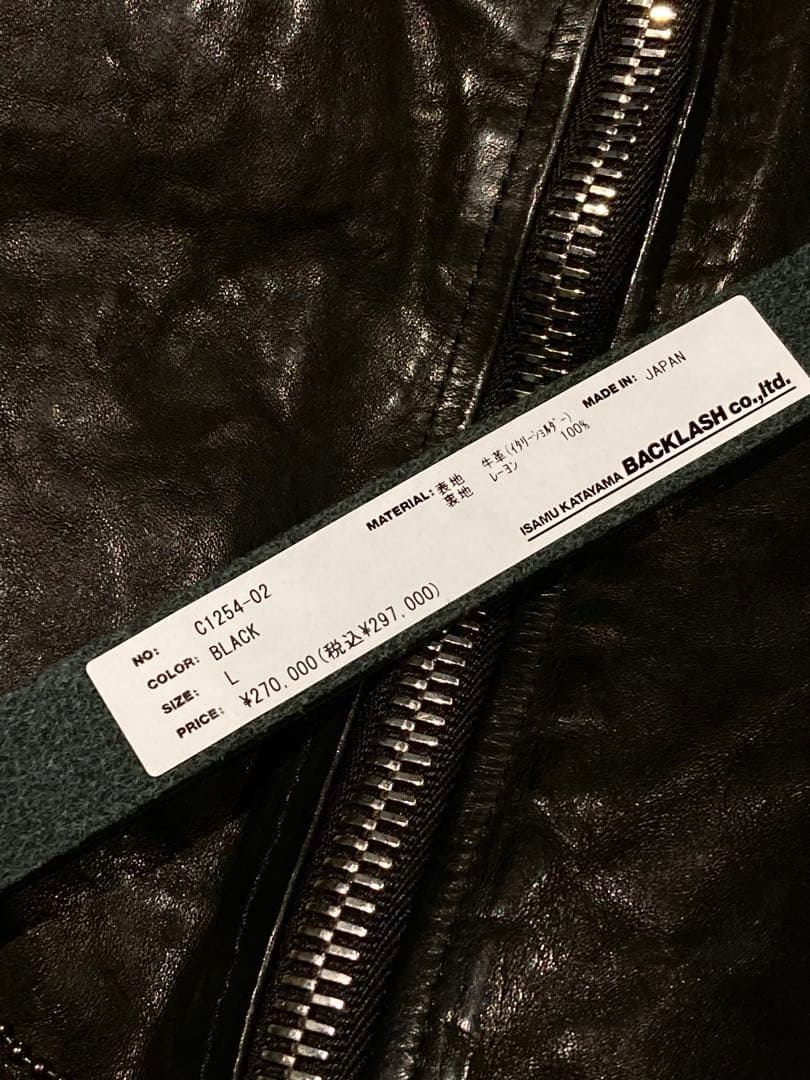 NO: C1254-02
COLOR: BLACK
SIZE: L
PRICE: ¥270,000(税込¥297,000)
MATERIAL: 表地 牛革(ｲﾀﾘｰｼｮﾙﾀﾞｰ)
裏地 レーヨン 100%
MADE IN: JAPAN
ISAMU KATAYAMA BACKLASH co.,ltd.